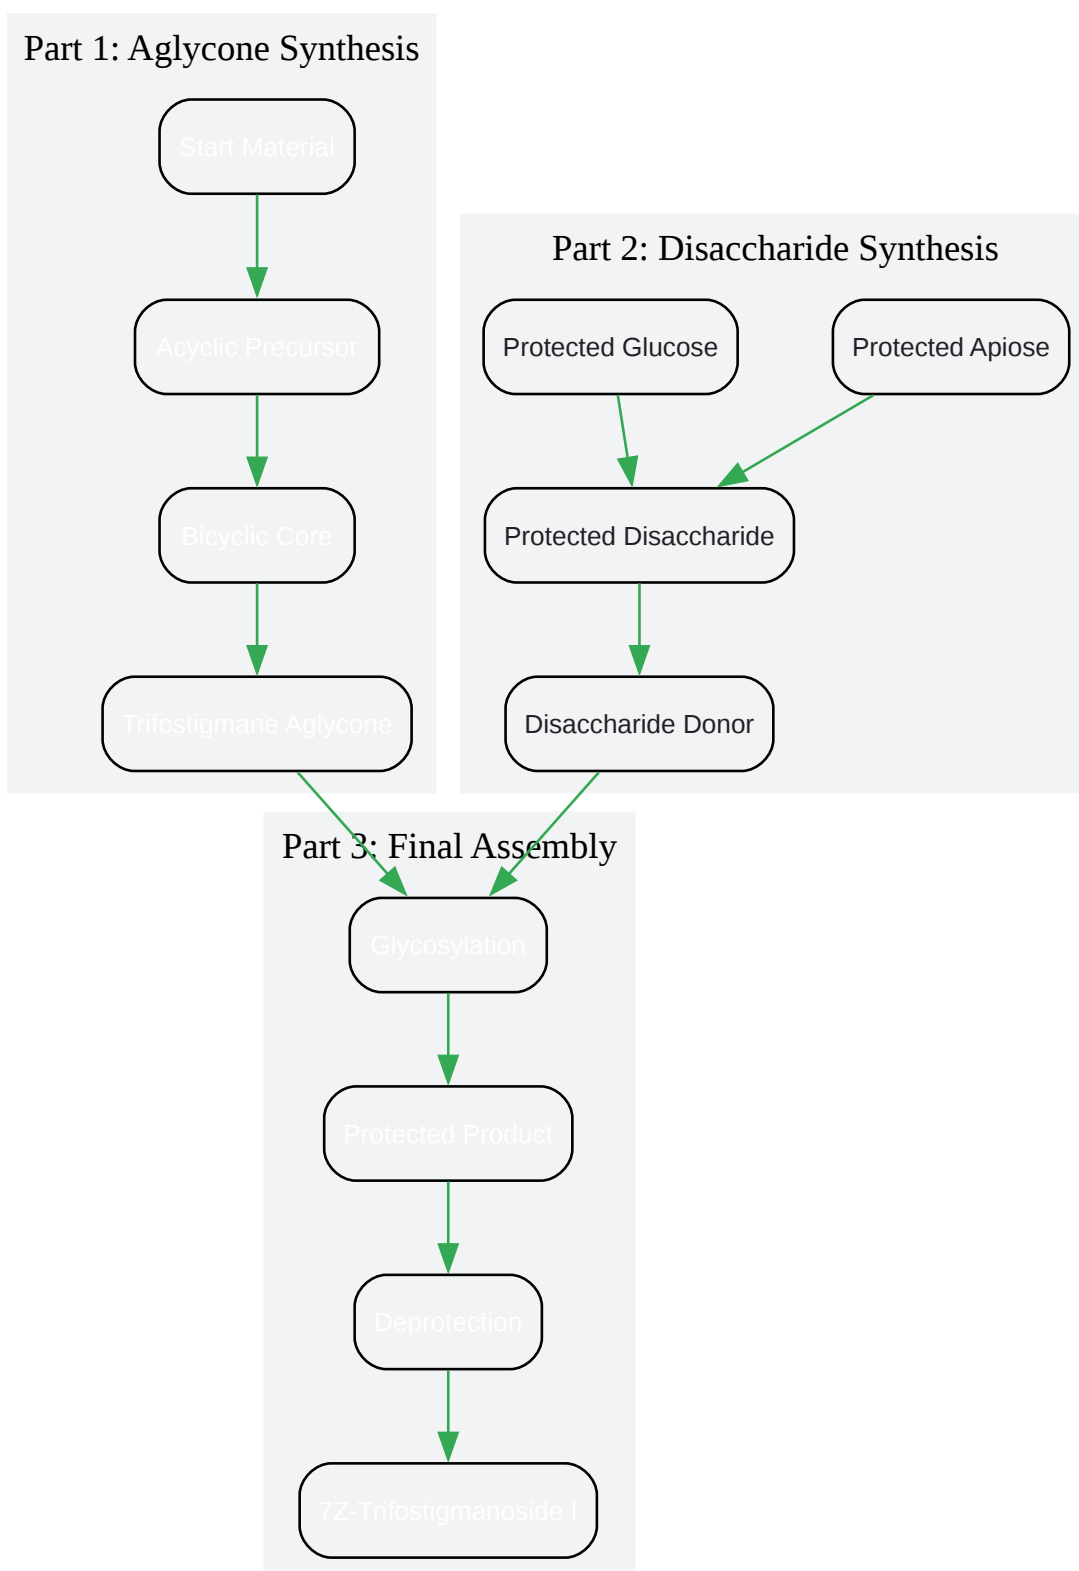 Part 1: Aglycone Synthesis
Start Material
Acyclic Precursor
Bicyclic Core
Trifostigmane Aglycone
Part 2: Disaccharide Synthesis
Protected Glucose
Protected Apiose
Protected Disaccharide
Disaccharide Donor
Part 3: Final Assembly
Glycosylation
Protected Product
Deprotection
7Z-Trifostigmanoside I